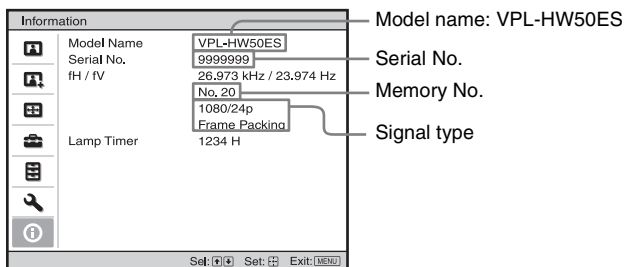 Information
Model Name VPL-HW50ES
Serial No. 9999999
fH / fV 26.973 kHz / 23.974 Hz
No. 20
1080/24p
Frame Packing
Lamp Timer 1234 H
Sel: Set: Exit: MENU
Model name: VPL-HW50ES
Serial No.
Memory No.
Signal type